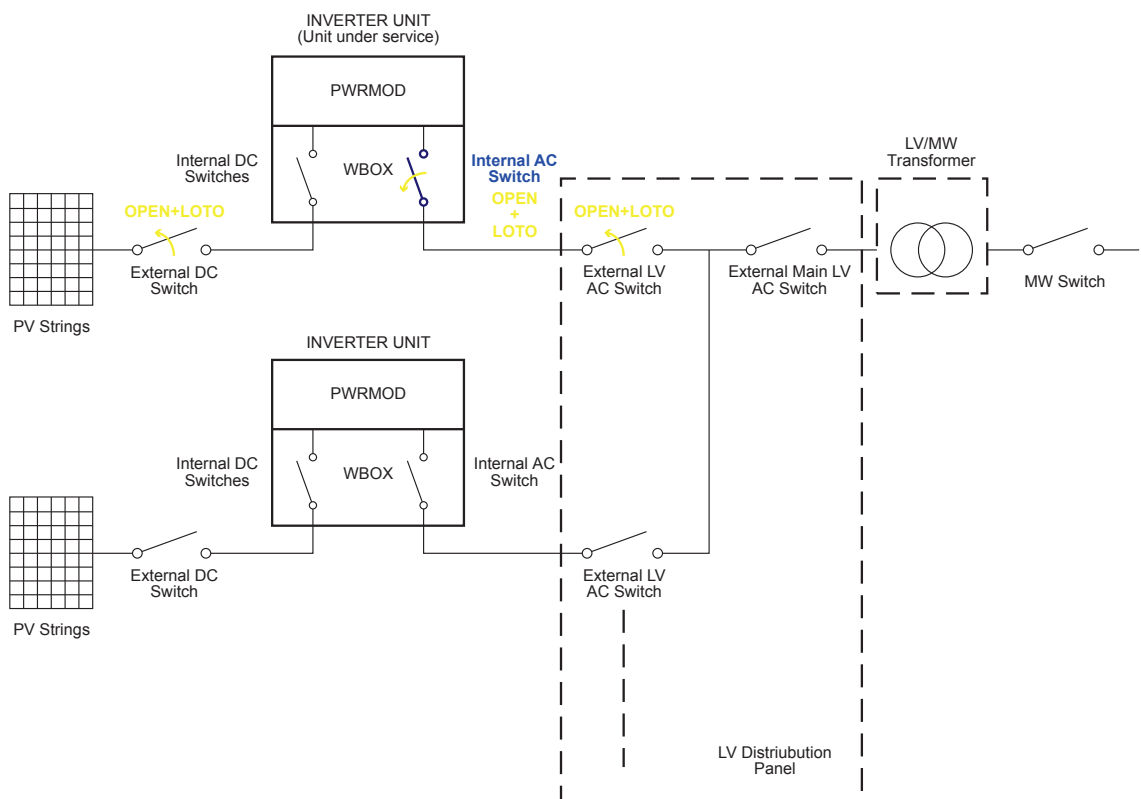 INVERTER UNIT
(Unit under service)
PWRMOD
Internal DC
Switches
WBOX
Internal AC
Switch
OPEN
+
LOTO
LV/MW
Transformer
OPEN+LOTO
OPEN+LOTO
External DC
Switch
External LV
AC Switch
External Main LV
AC Switch
MW Switch
PV Strings
INVERTER UNIT
PWRMOD
Internal DC
Switches
WBOX
Internal AC
Switch
External DC
Switch
External LV
AC Switch
PV Strings
LV Distriubution
Panel